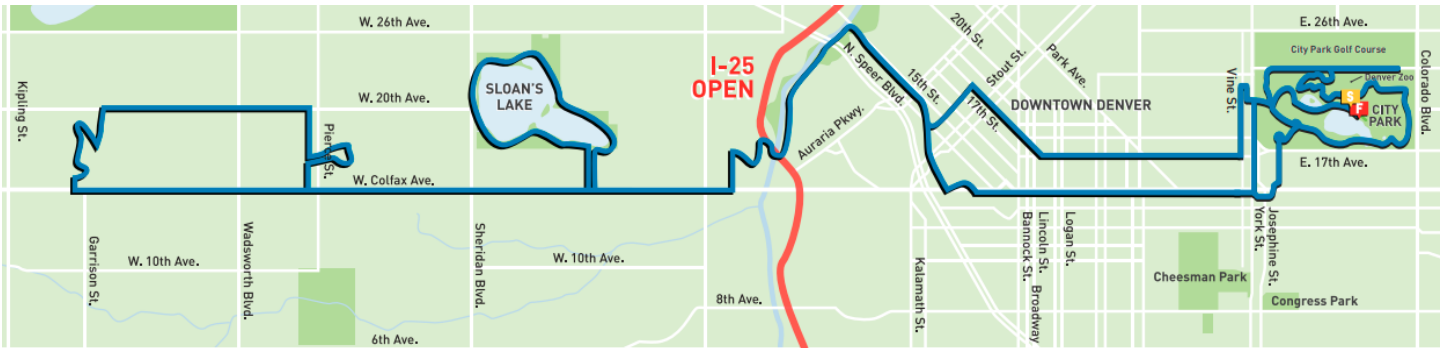 W. 26th Ave.
E. 26th Ave.
20th St.
Stout St.
Park Ave.
N. Speer Blvd.
15th St.
17th St.
City Park Golf Course
Denver Zoo
Colorado Blvd.
I-25
OPEN
Kipling St.
W. 20th Ave.
SLOAN'S
LAKE
Auraria Pkwy.
DOWNTOWN DENVER
Vine St.
S
F
CITY
PARK
Pierce St.
E. 17th Ave.
W. Colfax Ave.
Garrison St.
Wadsworth Blvd.
Sheridan Blvd.
W. 10th Ave.
W. 10th Ave.
8th Ave.
6th Ave.
Kalamath St.
Bannock St.
Broadway
Lincoln St.
Logan St.
Cheesman Park
York St.
Josephine St.
Congress Park